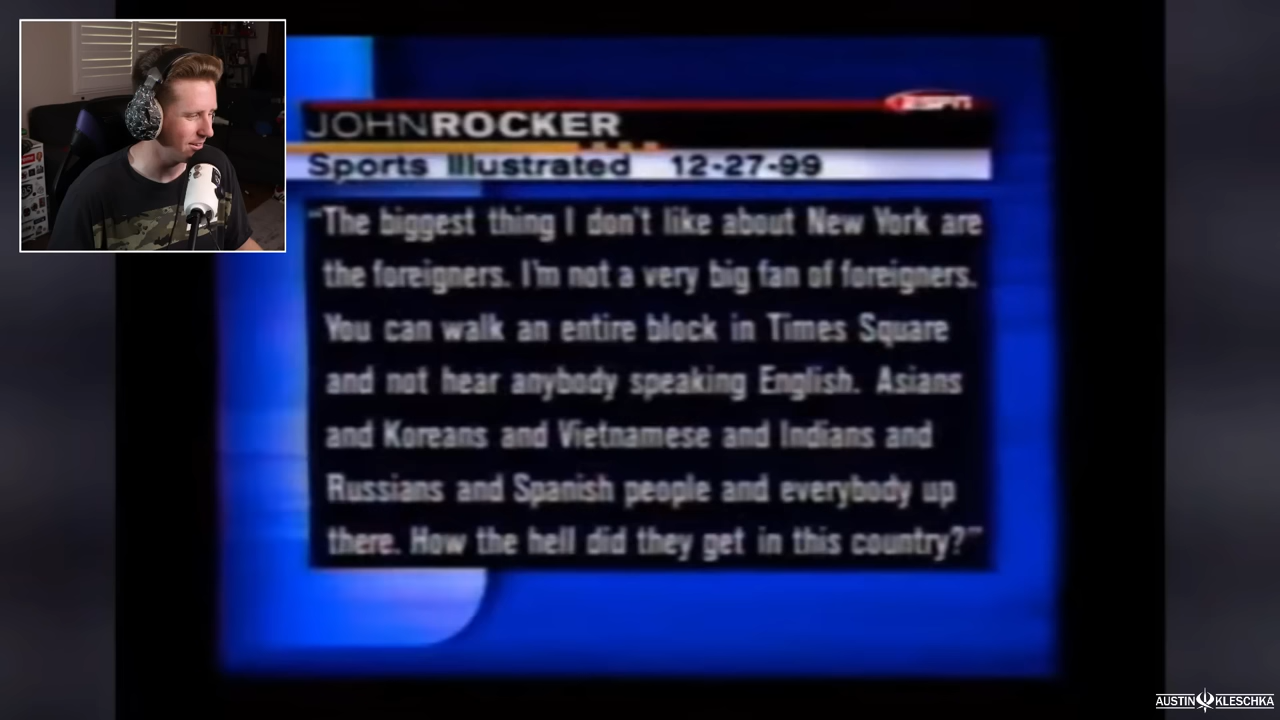 ESPN
JOHNROCKER
Sports Illustrated 12-27-99
"The biggest thing I don't like about New York are
the foreigners. I'm not a very big fan of foreigners.
You can walk an entire block in Times Square
and not hear anybody speaking English. Asians
and Koreans and Vietnamese and Indians and
Russians and Spanish people and everybody up
there. How the hell did they get in this country?"
AUSTIN KLESCHKA